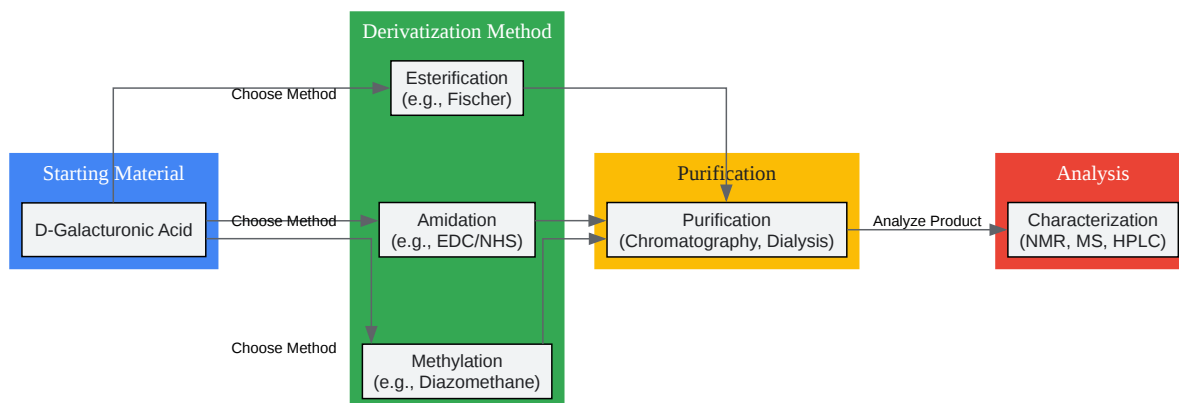 Derivatization Method
Esterification
(e.g., Fischer)
Choose Method
Starting Material
D-Galacturonic Acid
Choose Method
Amidation
(e.g., EDC/NHS)
Choose Method
Methylation
(e.g., Diazomethane)
Purification
Purification
(Chromatography, Dialysis)
Analyze Product
Analysis
Characterization
(NMR, MS, HPLC)